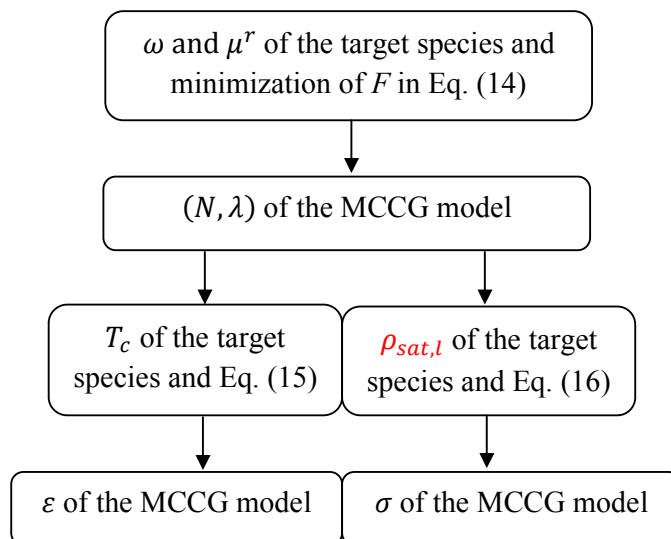 ω and μ^r of the target species and
minimization of F in Eq. (14)
(N, λ) of the MCCG model
T_c of the target
species and Eq. (15)
ρ_{sat,l} of the target
species and Eq. (16)
ε of the MCCG model
σ of the MCCG model